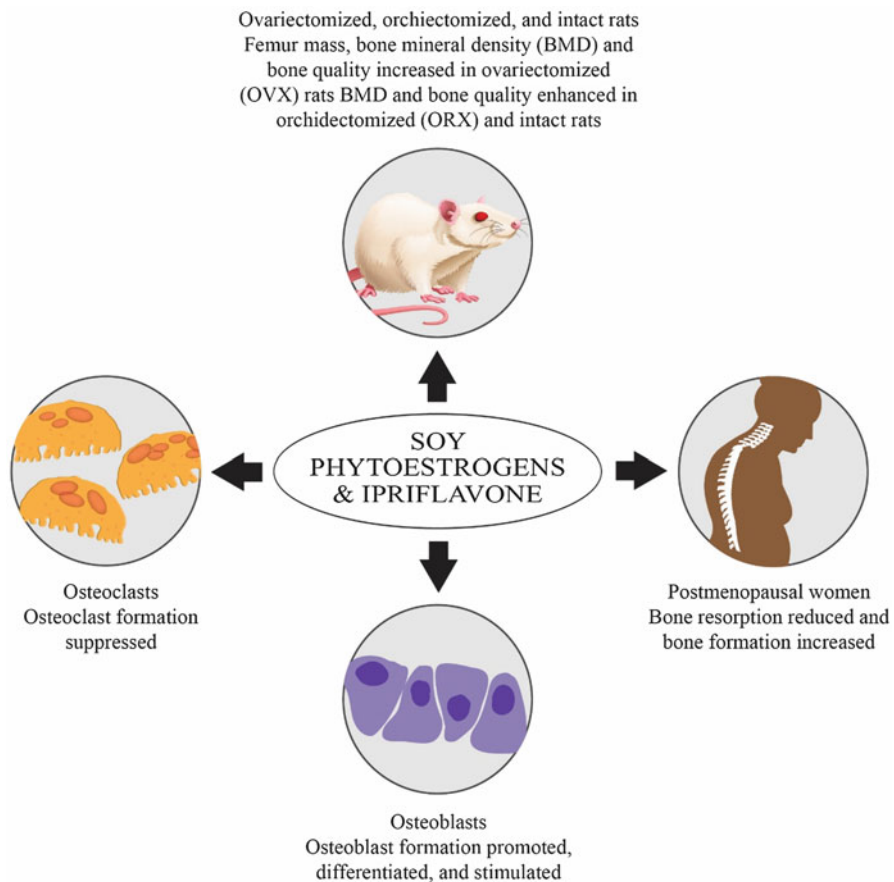 Ovariectomized, orchiectomized, and intact rats
Femur mass, bone mineral density (BMD) and
bone quality increased in ovariectomized
(OVX) rats BMD and bone quality enhanced in
orchidectomized (ORX) and intact rats
SOY
PHYTOESTROGENS
& IPRIFLAVONE
Osteoclasts
Osteoclast formation
suppressed
Postmenopausal women
Bone resorption reduced and
bone formation increased
Osteoblasts
Osteoblast formation promoted,
differentiated, and stimulated